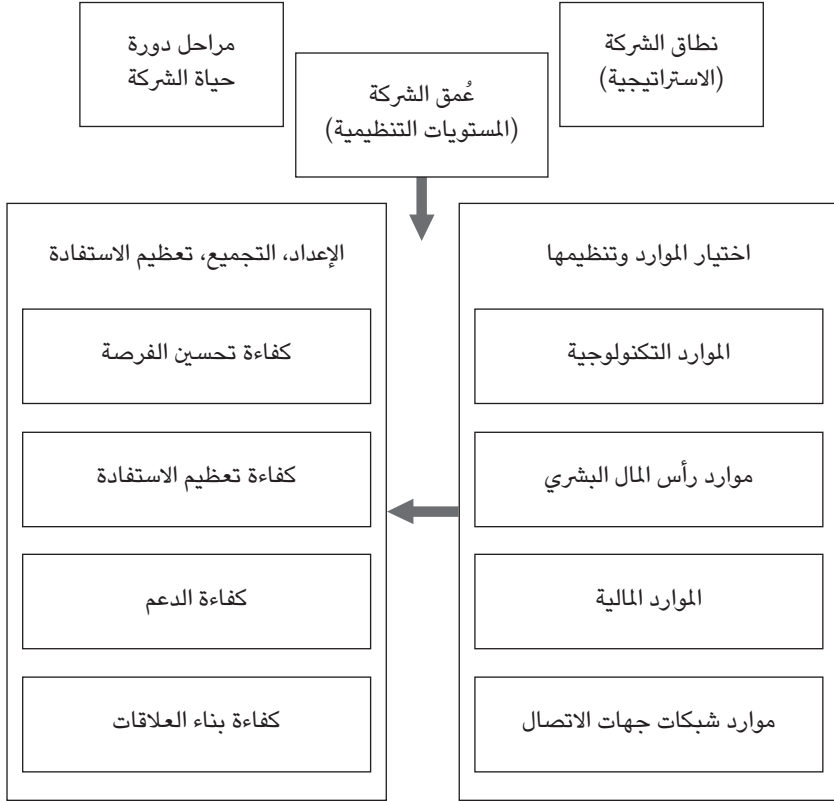 نطاق الشركة
(الاستراتيجية)
عُمق الشركة
(المستويات التنظيمية)
مراحل دورة
حياة الشركة
اختيار الموارد وتنظيمها
الموارد التكنولوجية
موارد رأس المال البشري
الموارد المالية
موارد شبكات جهات الاتصال
الإعداد، التجميع، تعظيم الاستفادة
كفاءة تحسين الفرصة
كفاءة تعظيم الاستفادة
كفاءة الدعم
كفاءة بناء العلاقات